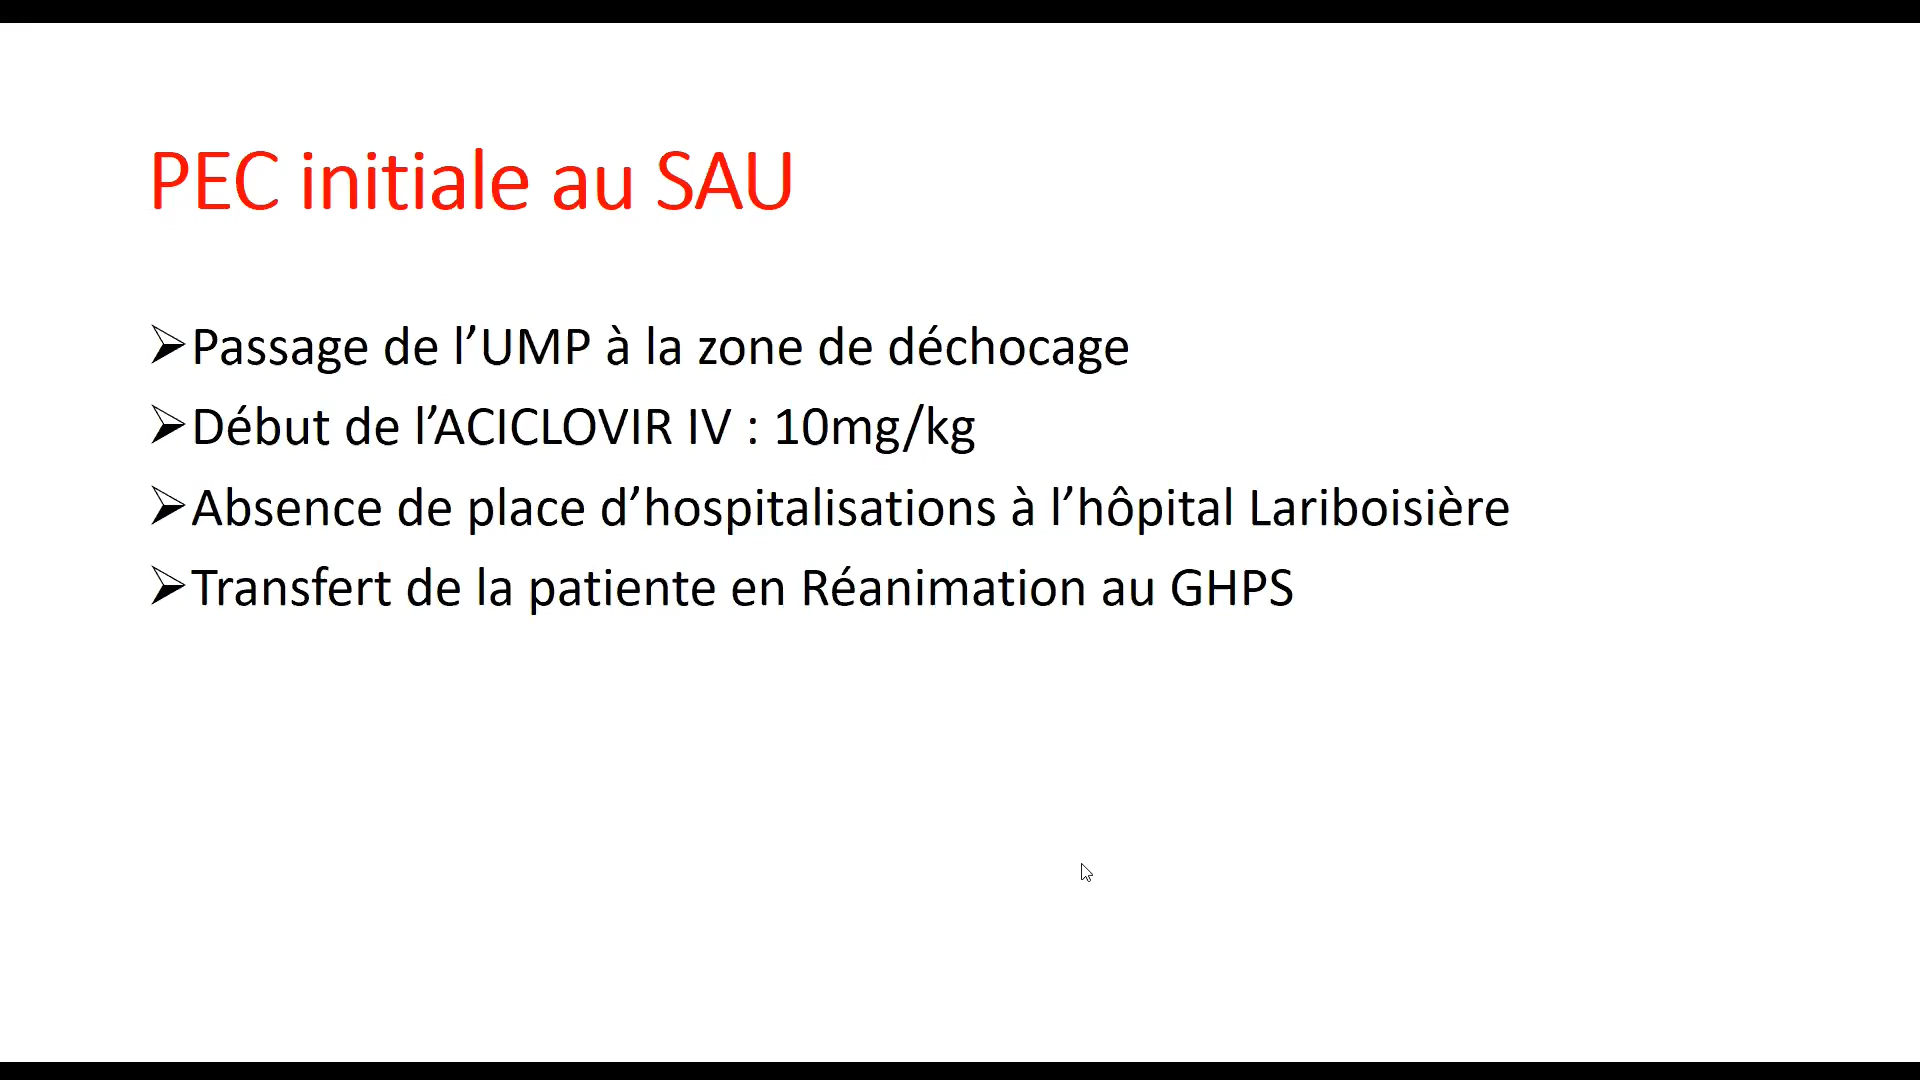 PEC initiale au SAU
Passage de l’UMP à la zone de déchocage
Début de l’ACICLOVIR IV : 10mg/kg
Absence de place d’hospitalisations à l’hôpital Lariboisière
Transfert de la patiente en Réanimation au GHPS